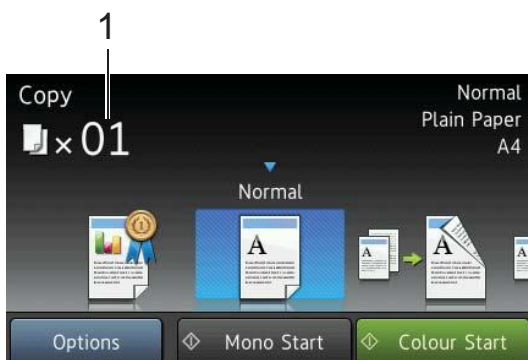 1
Copy
× 01
Normal
Plain Paper
A4
Normal
A
A
A
Options
Mono Start
Colour Start